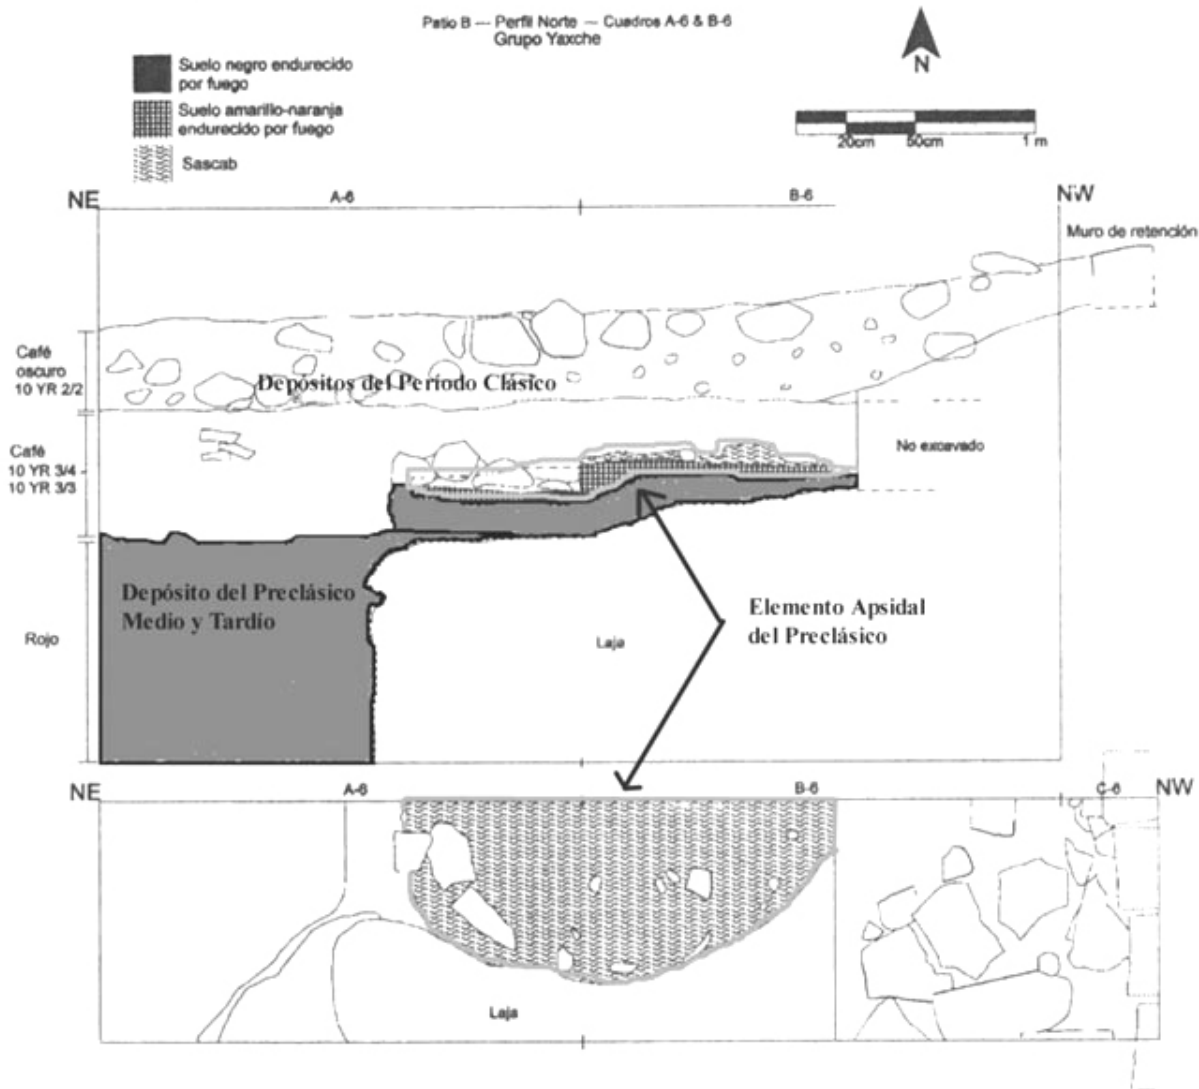 Patio B — Perfil Norte — Cuadros A-6 & B-6
Grupo Yaxche
N
Suelo negro endurecido
por fuego
Suelo amarillo-naranja
endurecido por fuego
Sascab
20cm 50cm 1 m
NE A-6 B-6 NW
Muro de retención
Café
oscuro
10 YR 2/2
Depósitos del Período Clásico
Café
10 YR 3/4
10 YR 3/3
No excavado
Depósito del Preclásico
Medio y Tardío
Elemento Apsidal
del Preclásico
Rojo
Laja
NE A-6 B-6 C-6 NW
Laja